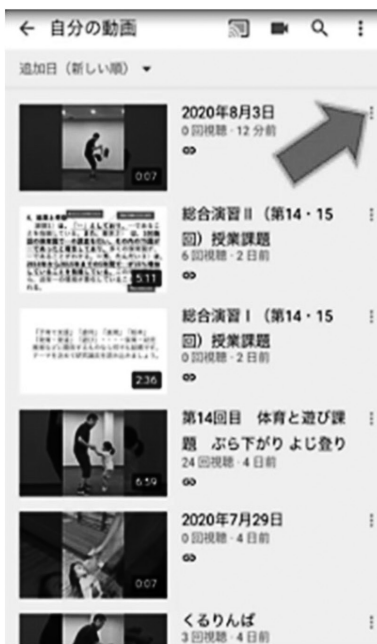 自分の動画
追加日（新しい順）
2020年8月3日
0回視聴・12分前
0:07
総合演習Ⅱ（第14・15
回）授業課題
6回視聴・2日前
5:11
総合演習Ⅰ（第14・15
回）授業課題
0回視聴・2日前
2:36
第14回目　体育と遊び課
題　ぶら下がり よじ登り
24回視聴・4日前
6:59
2020年7月29日
0回視聴・4日前
0:07
くるりんぱ
3回視聴・4日前